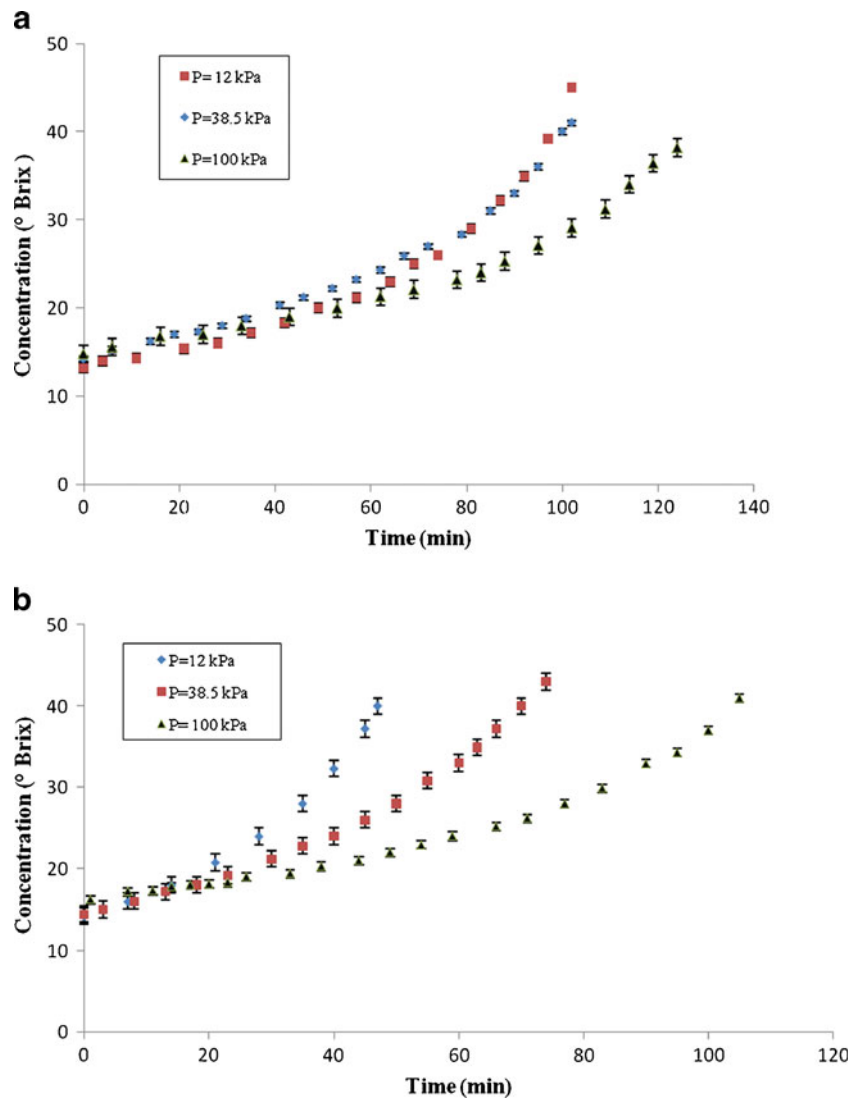 a
50
40
30
20
10
0
Concentration (° Brix )
P= 12 kPa
P=38.5 kPa
P=100 kPa
0 20 40 60 80 100 120 140
Time (min)
b
50
40
30
20
10
0
Concentration (° Brix)
P=12 kPa
P=38.5 kPa
P= 100 kPa
0 20 40 60 80 100 120
Time (min)